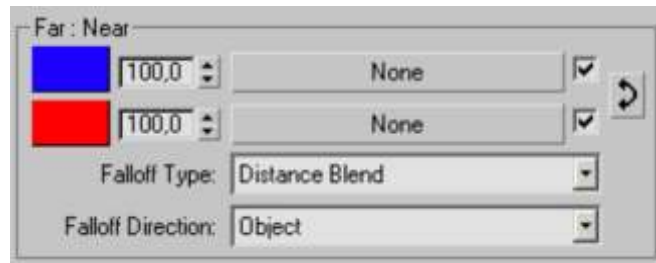 Far : Near
100,0 None
100,0 None
Falloff Type: Distance Blend
Falloff Direction: Object